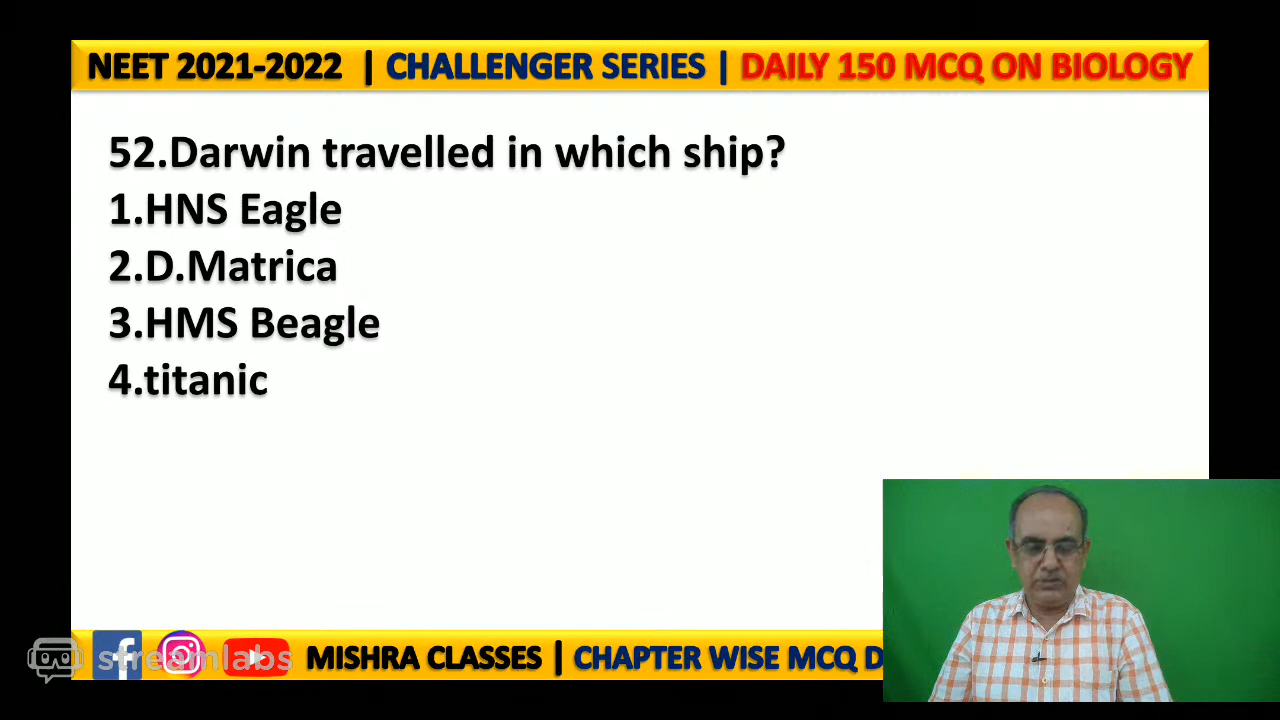 NEET 2021-2022 | CHALLENGER SERIES | DAILY 150 MCQ ON BIOLOGY
52.Darwin travelled in which ship?
1.HNS Eagle
2.D.Matrica
3.HMS Beagle
4.titanic
streamlabs MISHRA CLASSES | CHAPTER WISE MCQ D